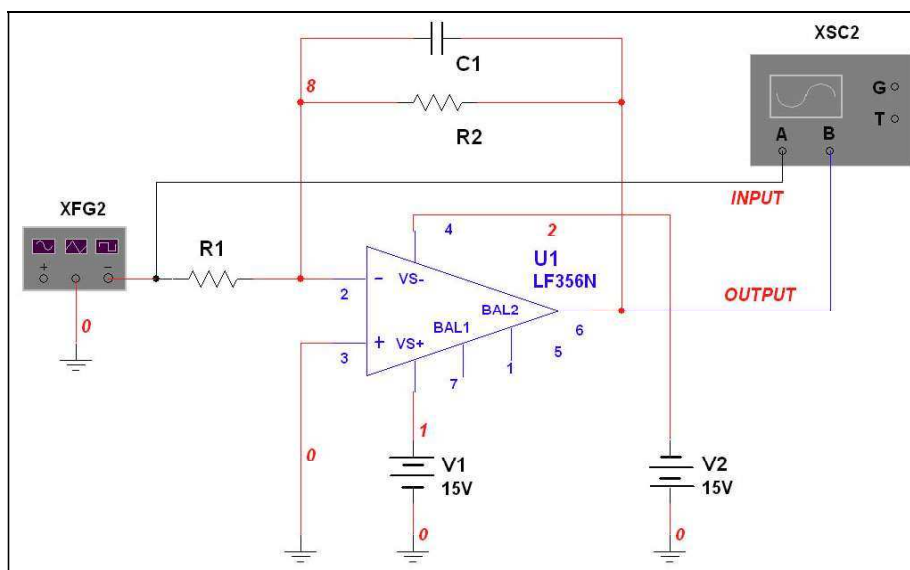 XSC2
C1
G
T
8
R2
A
B
INPUT
XFG2
4
2
R1
U1
LF356N
+
−
−
VS-
2
OUTPUT
BAL2
6
BAL1
5
+
VS+
3
7
1
0
1
0
V1
15V
V2
15V
0
0